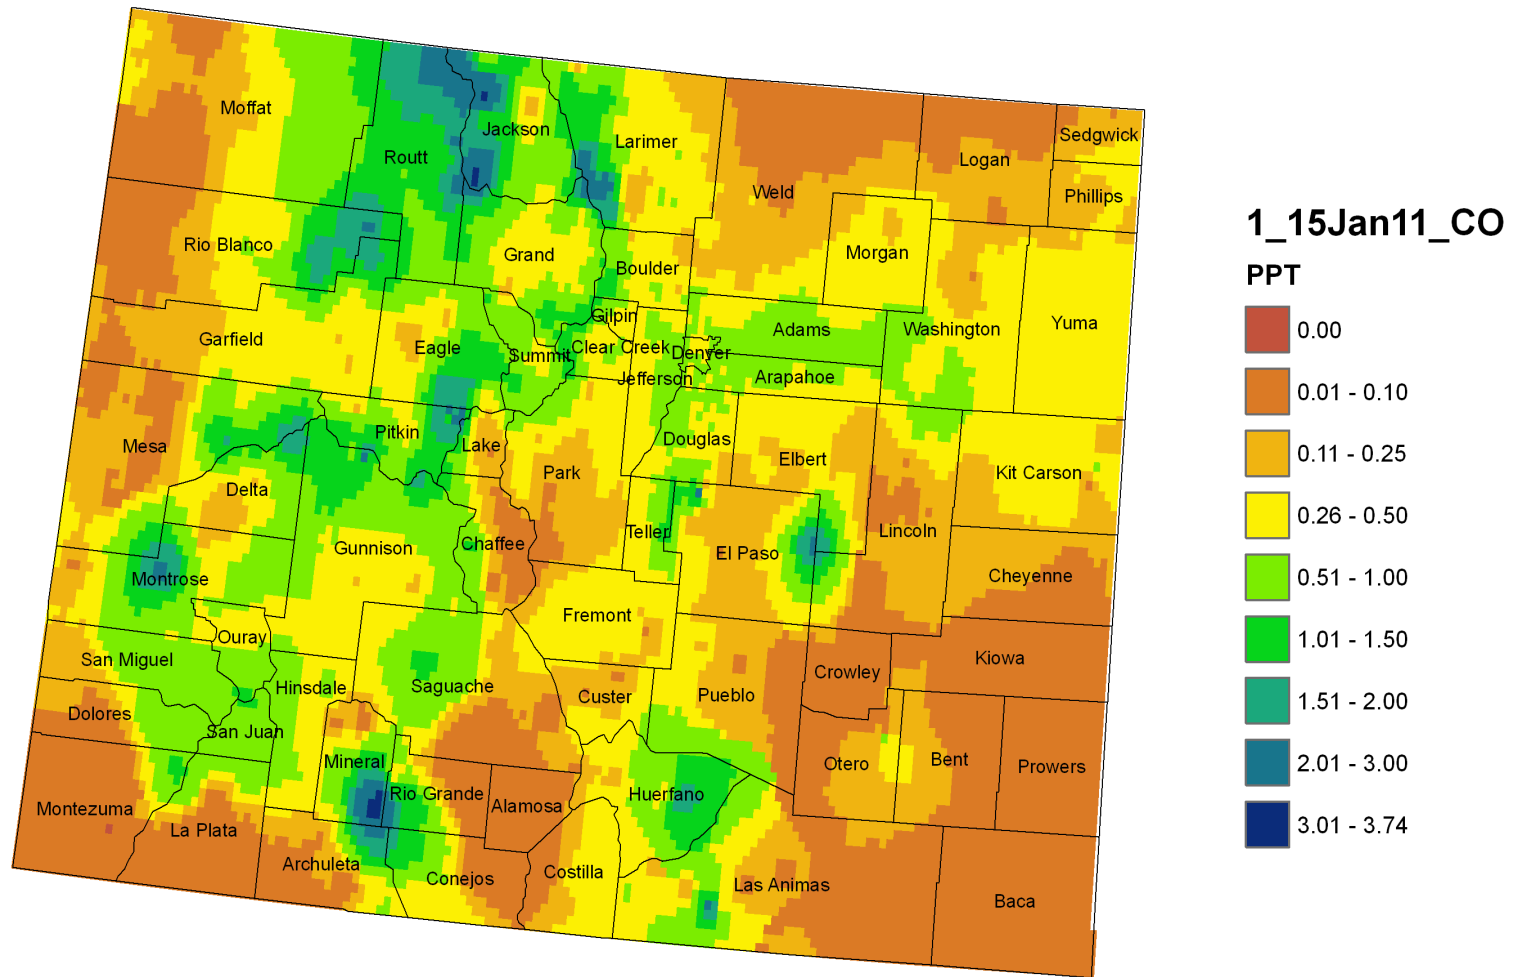 Moffat
Routt
Jackson
Larimer
Weld
Logan
Sedgwick
Phillips
Rio Blanco
Grand
Boulder
Morgan
Garfield
Eagle
Summit
Gilpin
Clear Creek
Denver
Jefferson
Adams
Arapahoe
Washington
Yuma
Mesa
Pitkin
Lake
Park
Douglas
Elbert
Kit Carson
Delta
Gunnison
Chaffee
Teller
El Paso
Lincoln
Cheyenne
Montrose
Ouray
Fremont
San Miguel
Hinsdale
Saguache
Custer
Pueblo
Crowley
Kiowa
Dolores
San Juan
Mineral
Rio Grande
Alamosa
Huerfano
Otero
Bent
Prowers
Montezuma
La Plata
Archuleta
Conejos
Costilla
Las Animas
Baca
1_15Jan11_CO
PPT
0.00
0.01 - 0.10
0.11 - 0.25
0.26 - 0.50
0.51 - 1.00
1.01 - 1.50
1.51 - 2.00
2.01 - 3.00
3.01 - 3.74